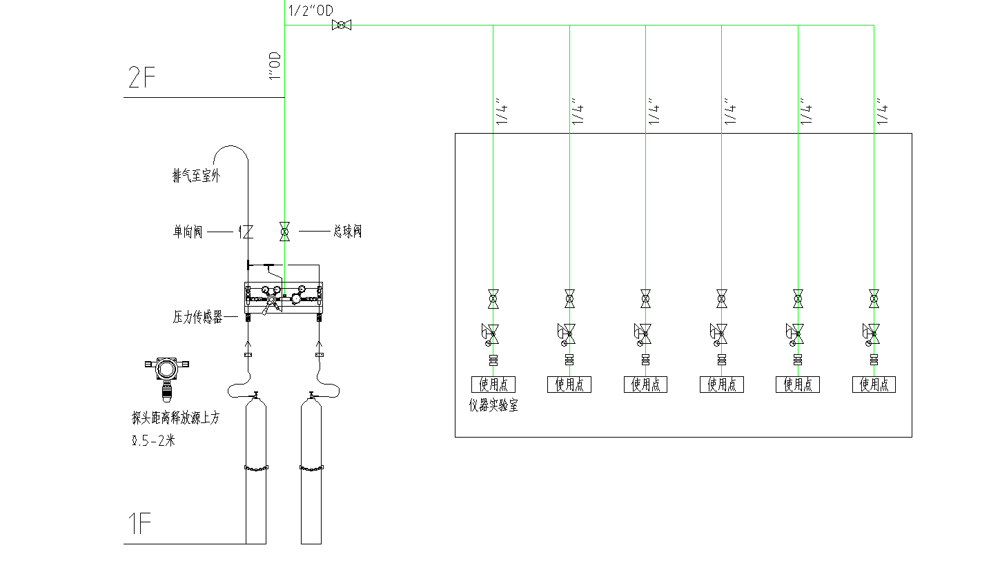 1/2"OD
1"OD
2F
1/4"
1/4"
1/4"
1/4"
1/4"
1/4"
排气至室外
单向阀
总球阀
压力传感器
使用点
使用点
使用点
使用点
使用点
使用点
仪器实验室
探头距离释放源上方
0.5-2米
1F